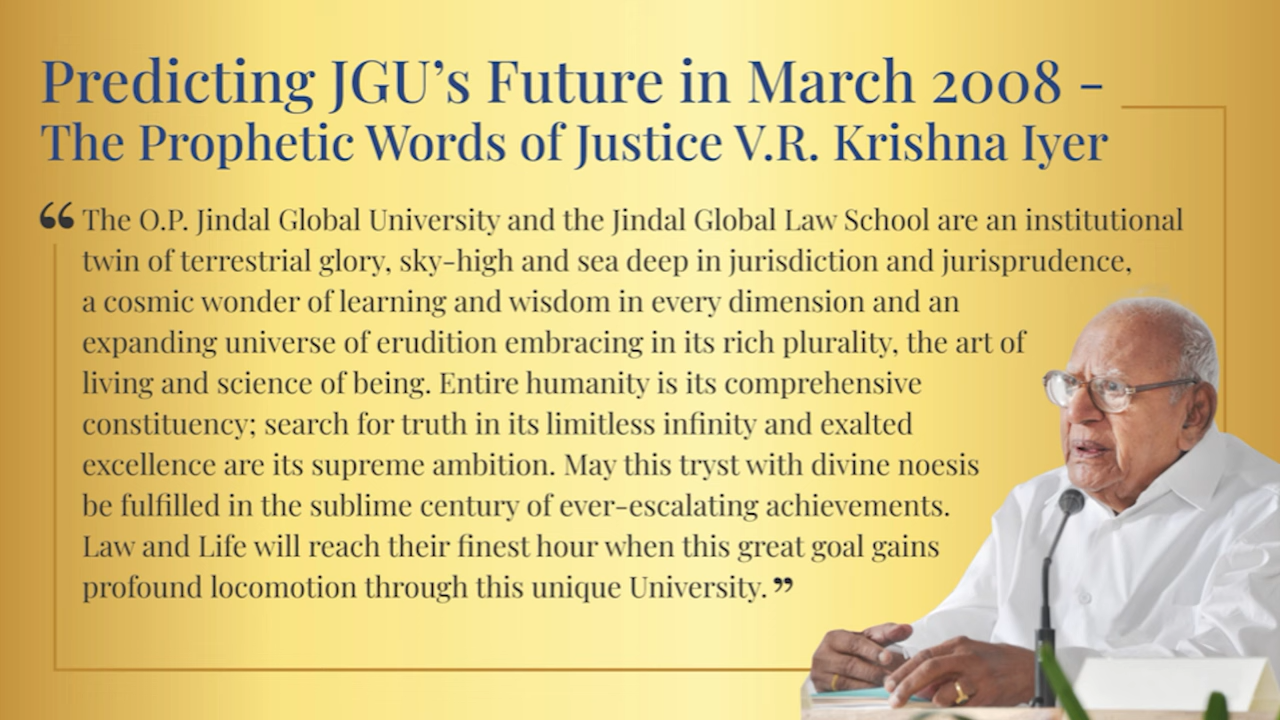 Predicting JGU’s Future in March 2008 -
The Prophetic Words of Justice V.R. Krishna Iyer
“ The O.P. Jindal Global University and the Jindal Global Law School are an institutional
twin of terrestrial glory, sky-high and sea deep in jurisdiction and jurisprudence,
a cosmic wonder of learning and wisdom in every dimension and an
expanding universe of erudition embracing in its rich plurality, the art of
living and science of being. Entire humanity is its comprehensive
constituency; search for truth in its limitless infinity and exalted
excellence are its supreme ambition. May this tryst with divine noesis
be fulfilled in the sublime century of ever-escalating achievements.
Law and Life will reach their finest hour when this great goal gains
profound locomotion through this unique University. ”